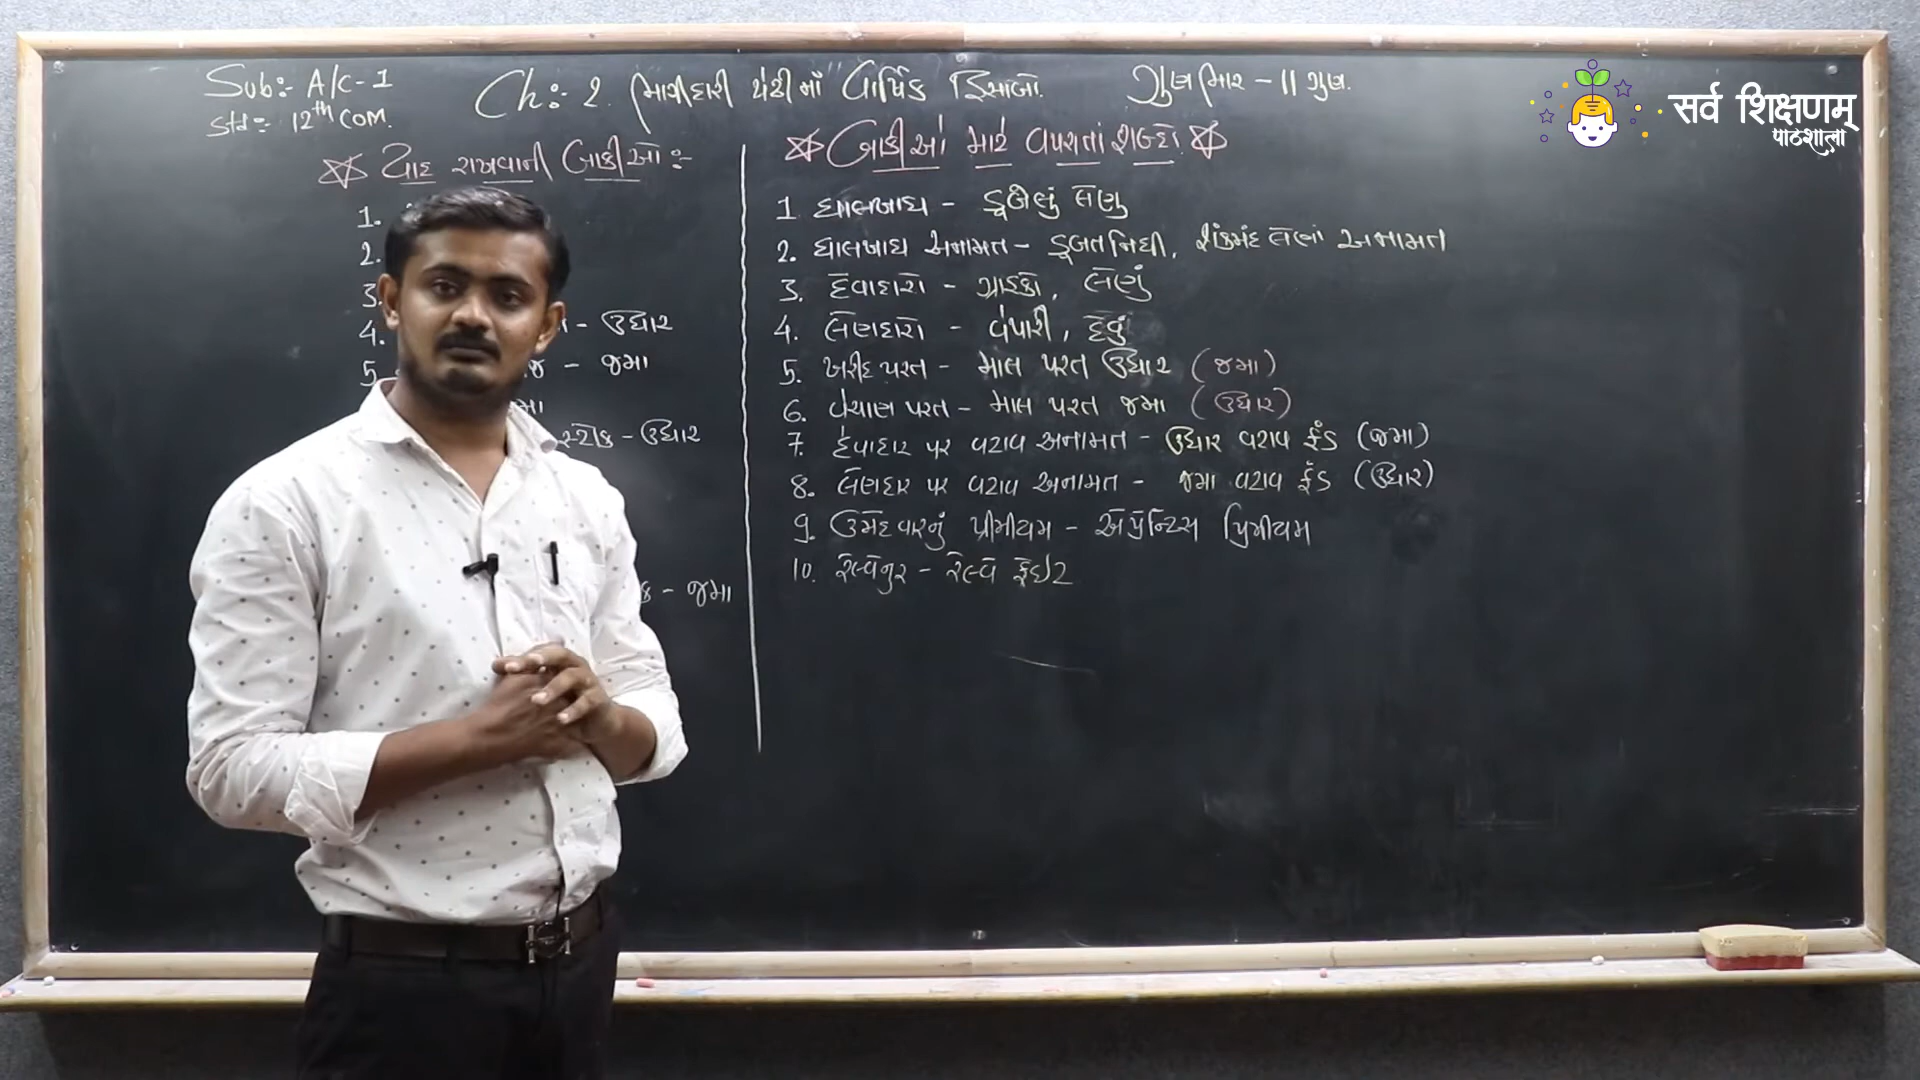 Sub:- A/C-1
Std:- 12th COM.
Ch:- 2. ભાગીદારી પેઢીનાં વાર્ષિક હિસાબો.
ગુણભાર - 11 ગુણ.
सर्व शिक्षणम्
पाठशाला
યાદ રાખવાની બાકીઓ :-
1.
2.
3.
4. - ઉધાર
5. - જમા
સ્ટોક - ઉધાર
- જમા
બાકીઓ માટે વપરાતાં શબ્દો
1. ઘાલખાધ - ડૂબેલું લેણુ
2. ઘાલખાધ અનામત - ડૂબતનિધી, શંકમંદ લેણાં અનામત
3. દેવાદારો - ગ્રાહકો, લેણું
4. લેણદારો - વેપારી, દેવું
5. ખરીદપરત - માલ પરત ઉધાર (જમા)
6. વેચાણ પરત - માલ પરત જમા (ઉધાર)
7. દેવાદાર પર વટાવ અનામત - ઉધાર વટાવ ફંડ (જમા)
8. લેણદાર પર વટાવ અનામત - જમા વટાવ ફંડ (ઉધાર)
9. ઉમેદવારનું પ્રીમીયમ - એપ્રેન્ટિસ પ્રિમીયમ
10. રેલ્વેનુર - રેલ્વે ફ્રેઈટ